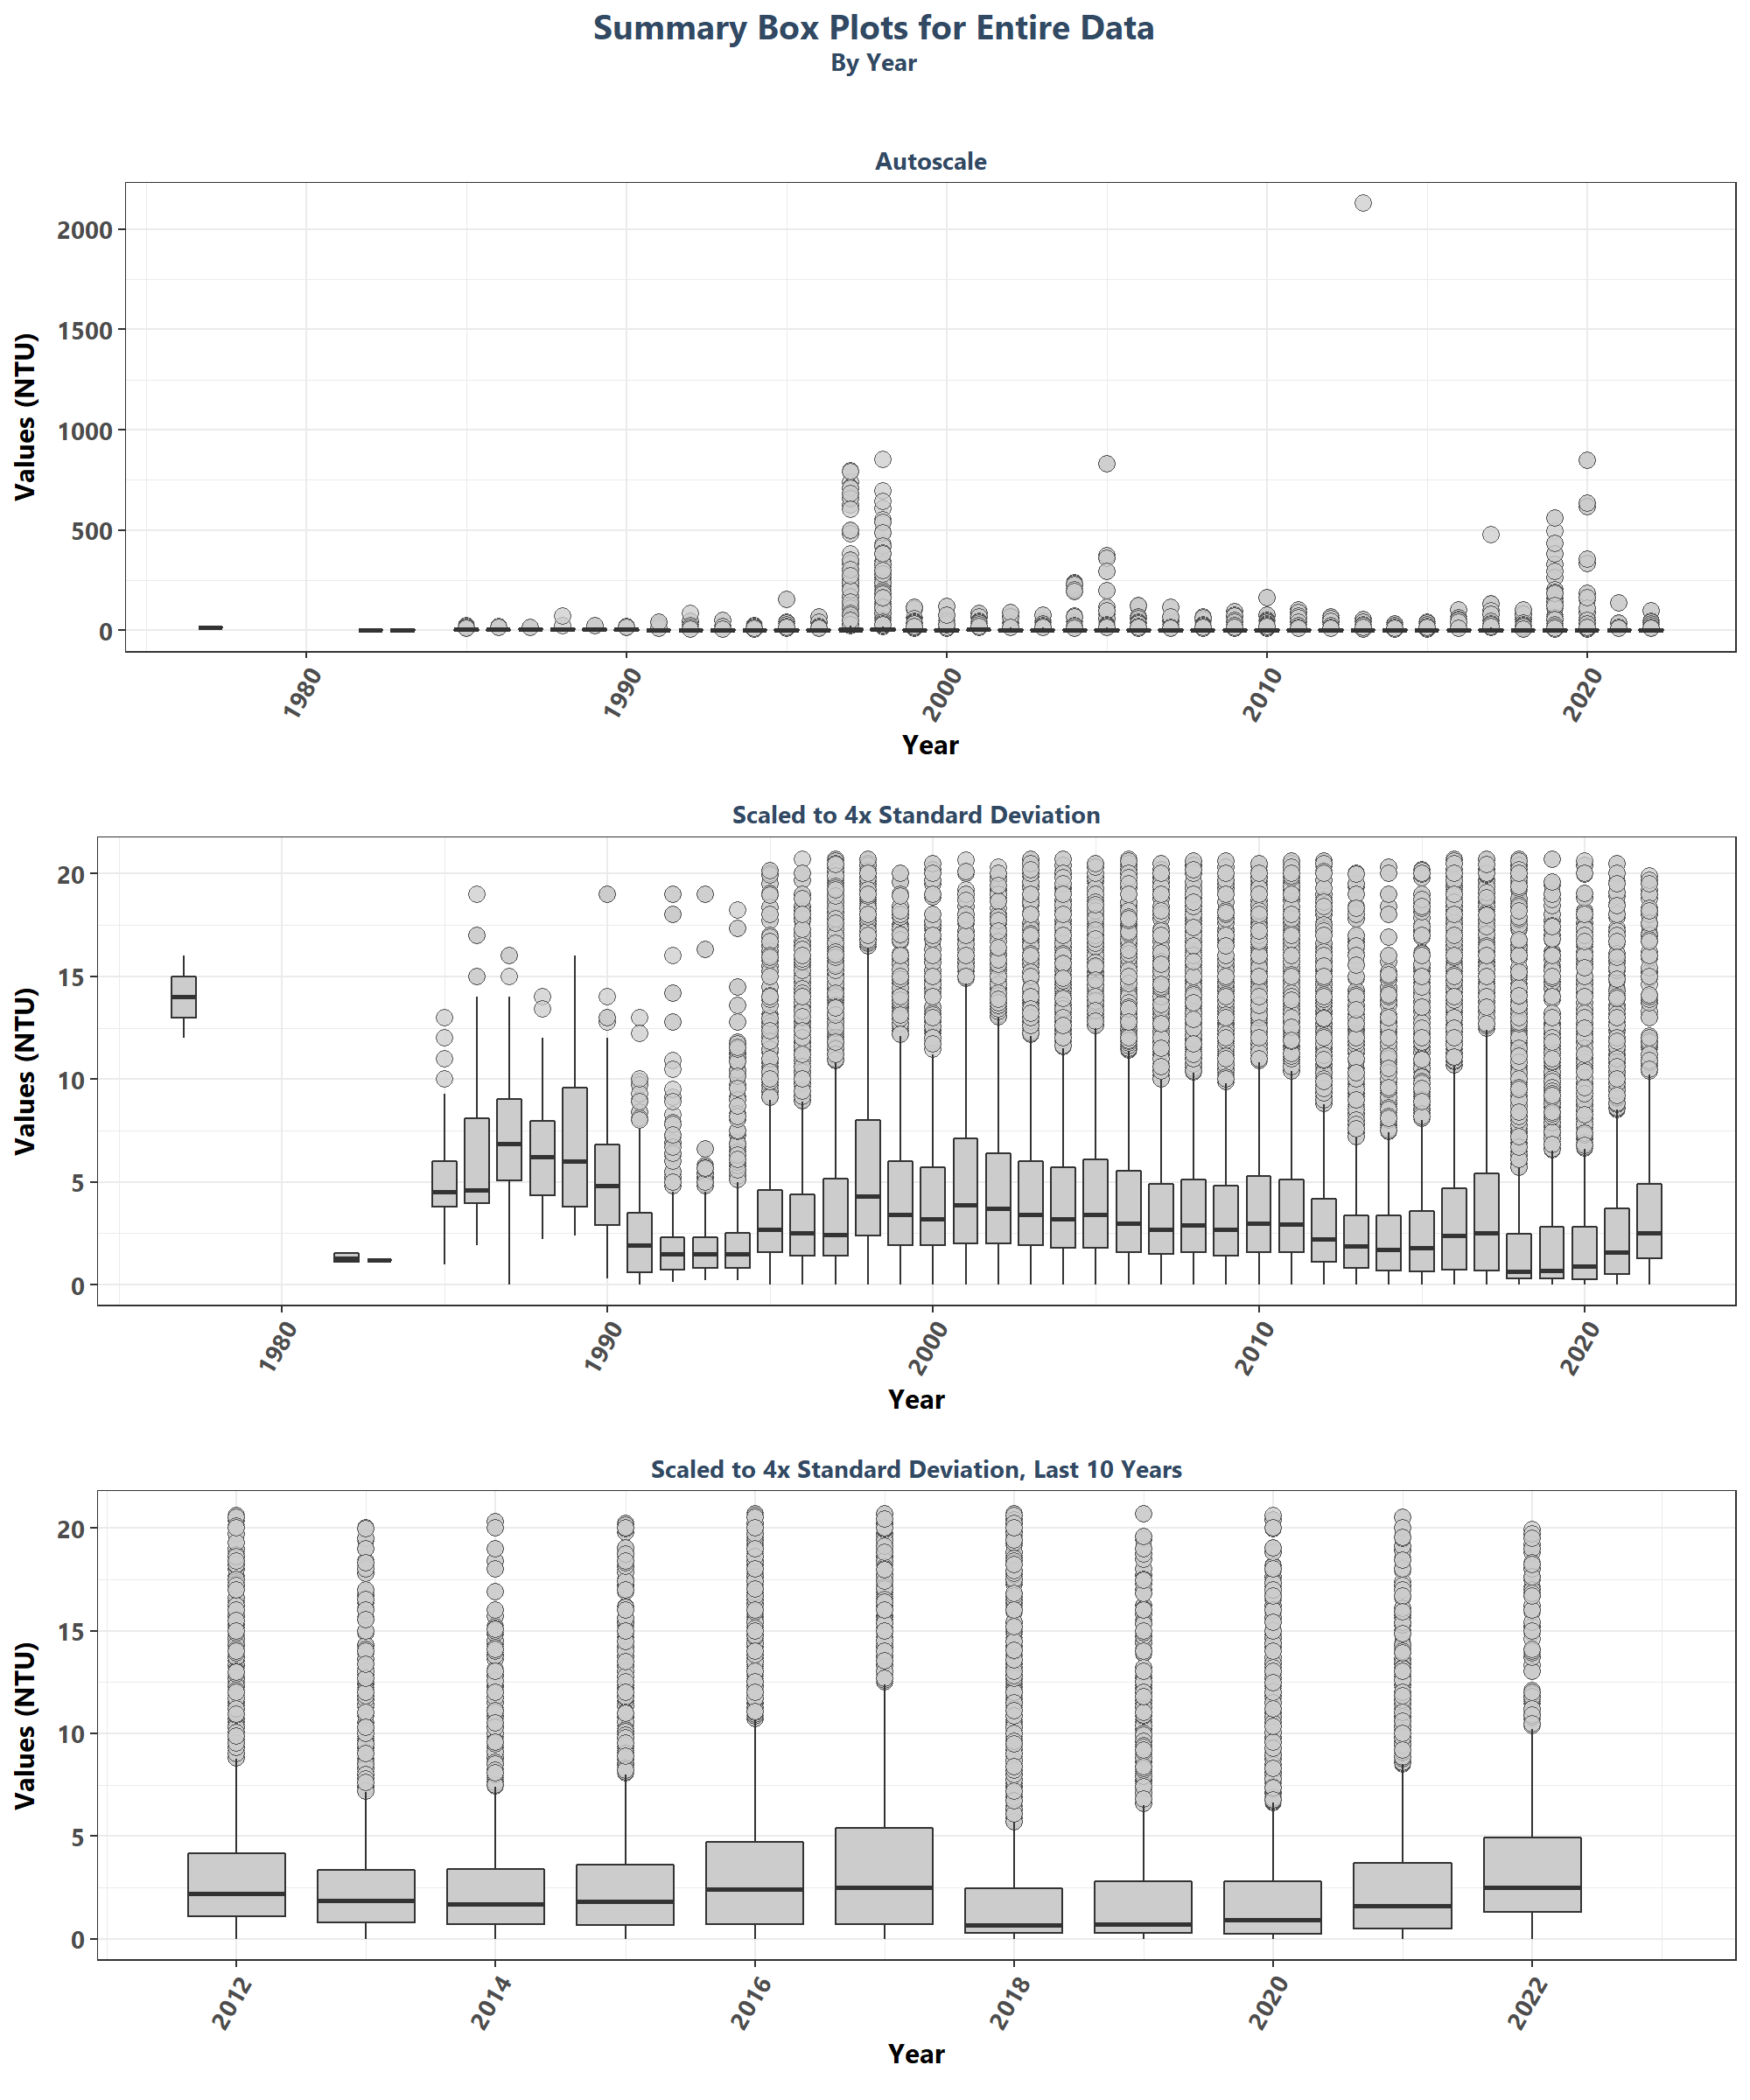 Summary Box Plots for Entire Data
By Year
Autoscale
Values (NTU)
2000
1500
1000
500
0
1980
1990
2000
2010
2020
Year
Scaled to 4x Standard Deviation
Values (NTU)
20
15
10
5
0
1980
1990
2000
2010
2020
Year
Scaled to 4x Standard Deviation, Last 10 Years
Values (NTU)
20
15
10
5
0
2012
2014
2016
2018
2020
2022
Year